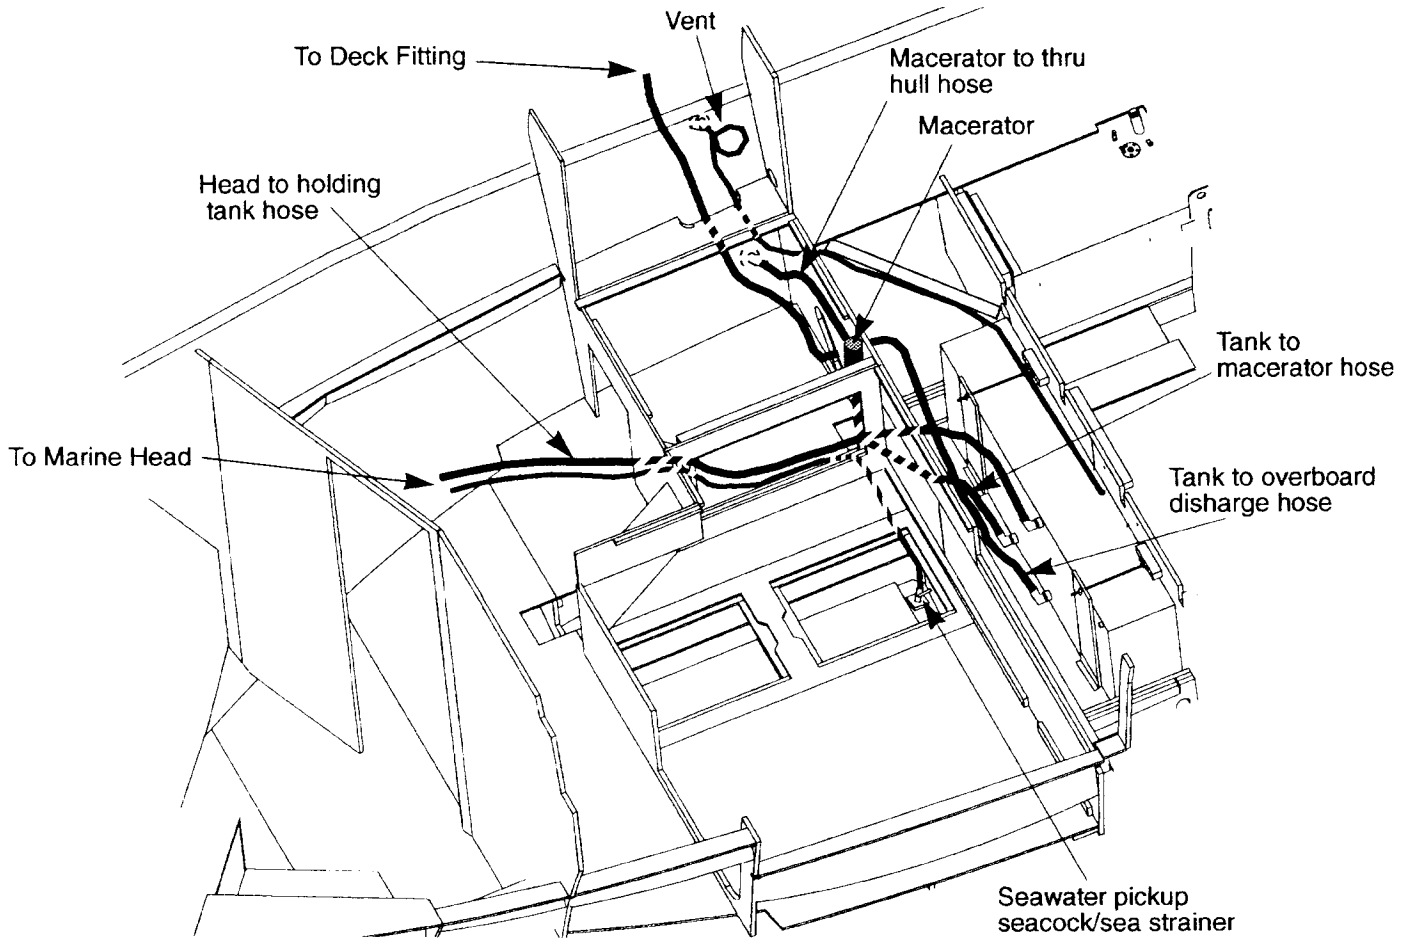 Vent
To Deck Fitting
Macerator to thru
hull hose
Macerator
Head to holding
tank hose
Tank to
macerator hose
To Marine Head
Tank to overboard
disharge hose
Seawater pickup
seacock/sea strainer